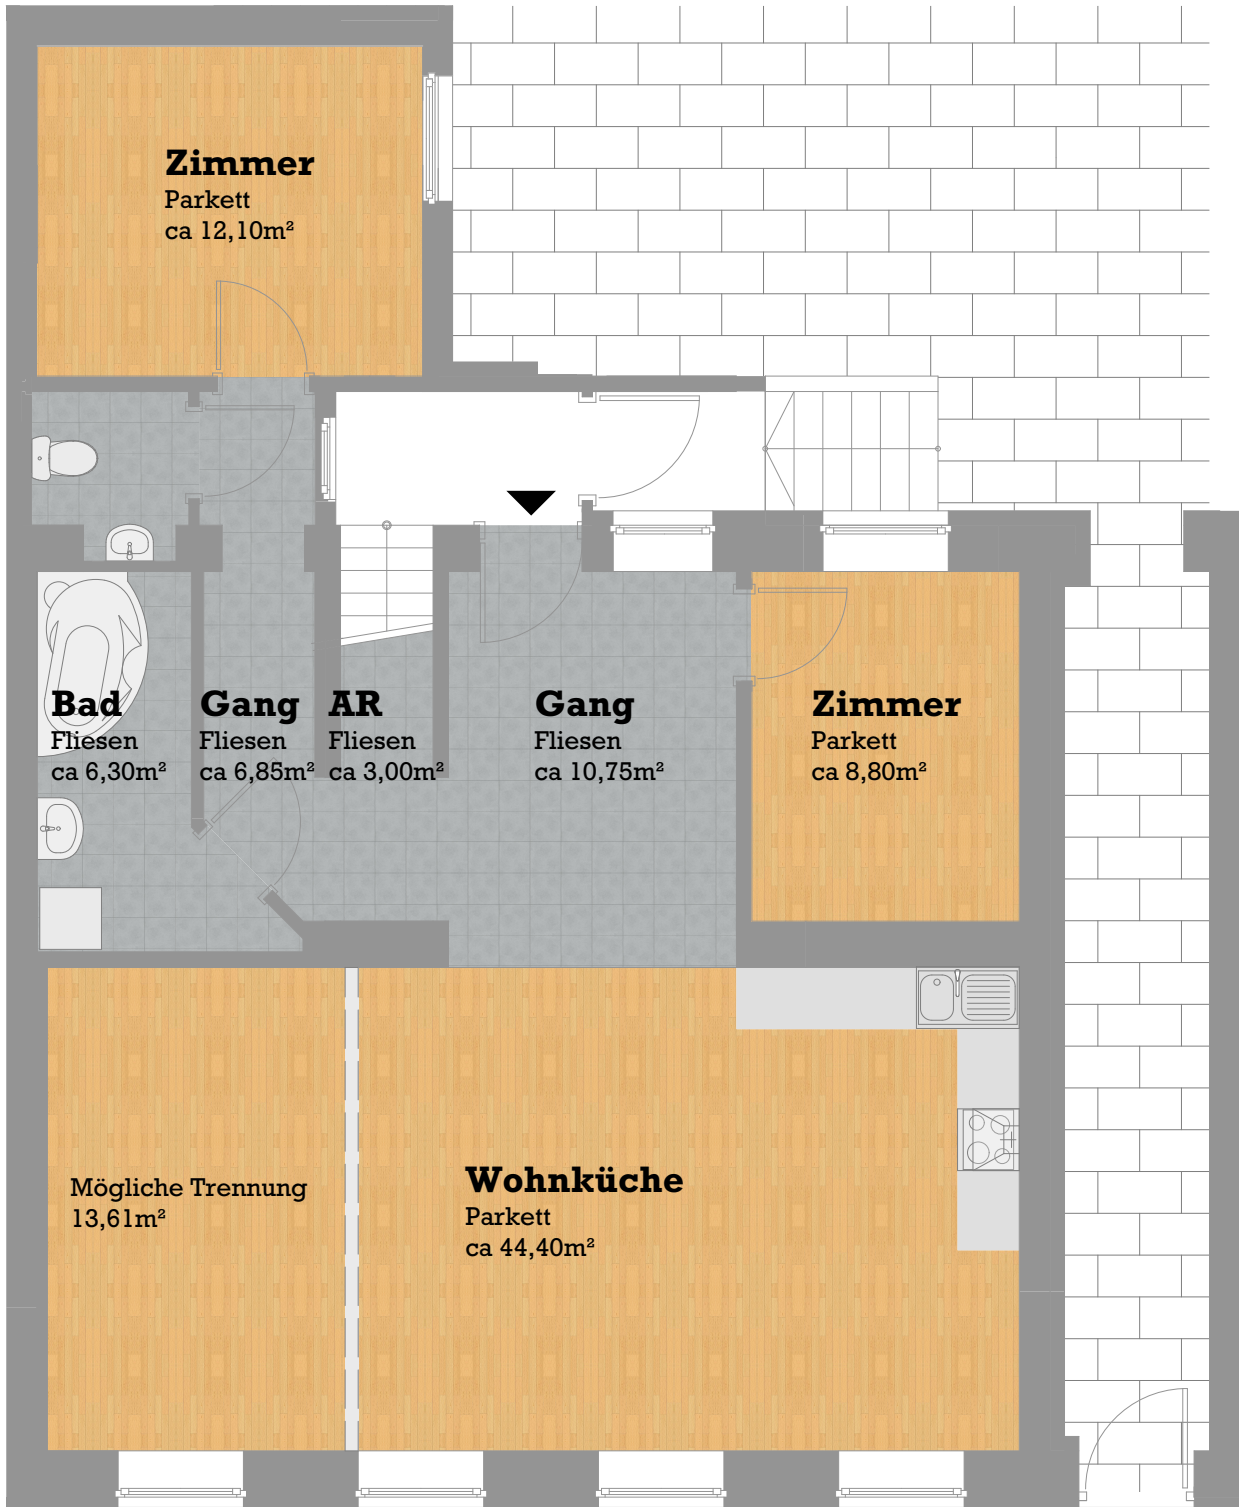 Zimmer
Parkett
ca 12,10m²
Bad
Fliesen
ca 6,30m²
Gang
Fliesen
ca 6,85m²
AR
Fliesen
ca 3,00m²
Gang
Fliesen
ca 10,75m²
Zimmer
Parkett
ca 8,80m²
Mögliche Trennung
13,61m²
Wohnküche
Parkett
ca 44,40m²